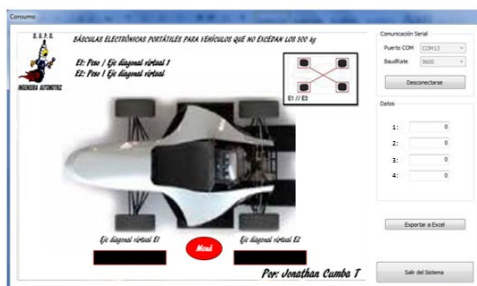 Consumo
E. S. P. E.
INGENIERIA AUTOMOTRIZ
BÁSCULAS ELECTRÓNICAS PORTÁTILES PARA VEHÍCULOS QUE NO EXCEDAN LOS 500 kg
E1: Peso / Eje diagonal virtual 1
E2: Peso / Eje diagonal virtual
E1 // E2
Eje diagonal virtual E1
Menú
Eje diagonal virtual E2
Por: Jonathan Cumba T
Comunicación Serial
Puerto COM COM13
BaudRate 9600
Desconectarse
Datos
1: 0
2: 0
3: 0
4: 0
Exportar a Excel
Salir del Sistema